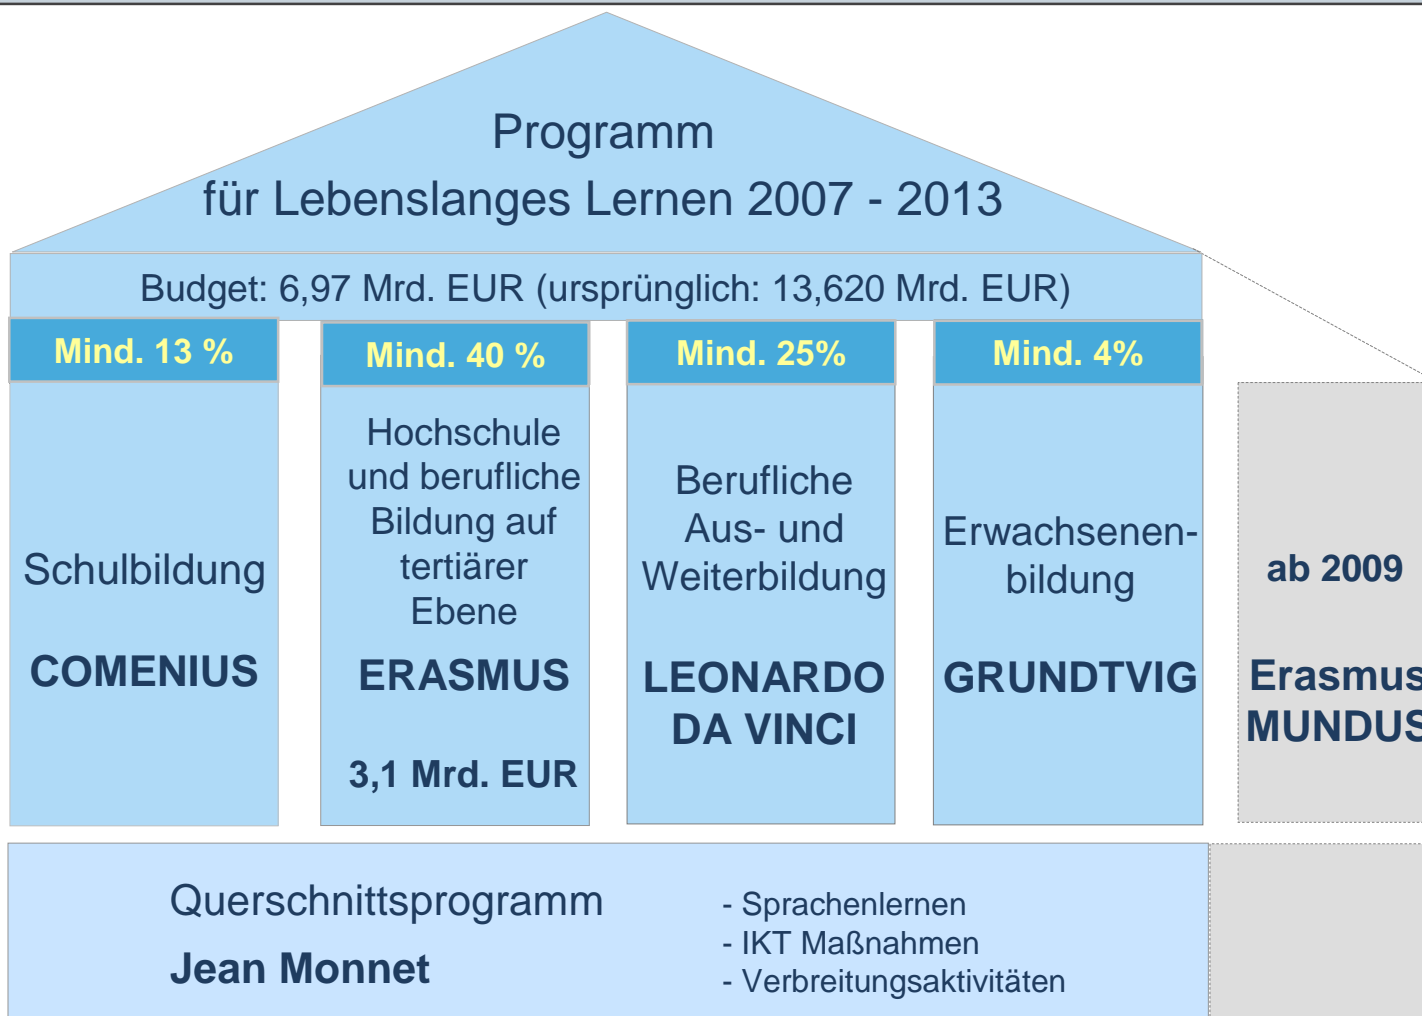 Programm
für Lebenslanges Lernen 2007 - 2013
Budget: 6,97 Mrd. EUR (ursprünglich: 13,620 Mrd. EUR)
Mind. 13 %
Schulbildung
COMENIUS
Mind. 40 %
Hochschule
und berufliche
Bildung auf
tertiärer
Ebene
ERASMUS
3,1 Mrd. EUR
Mind. 25%
Berufliche
Aus- und
Weiterbildung
LEONARDO
DA VINCI
Mind. 4%
Erwachsenen-
bildung
GRUNDTVIG
ab 2009
Erasmus
MUNDUS
Querschnittsprogramm
Jean Monnet
- Sprachenlernen
- IKT Maßnahmen
- Verbreitungsaktivitäten